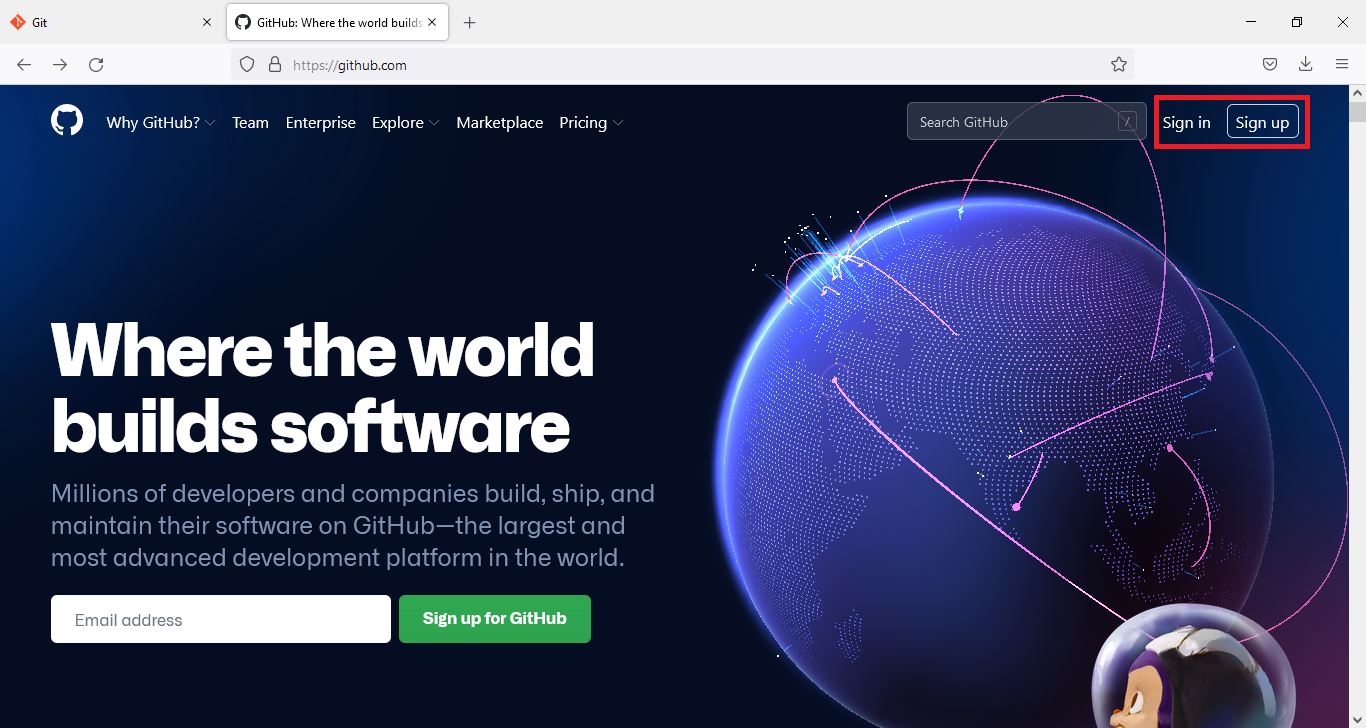 Git
GitHub: Where the world builds
https://github.com
Why GitHub? Team Enterprise Explore Marketplace Pricing
Search GitHub /
Sign in Sign up
Where the world
builds software
Millions of developers and companies build, ship, and
maintain their software on GitHub—the largest and
most advanced development platform in the world.
Email address
Sign up for GitHub